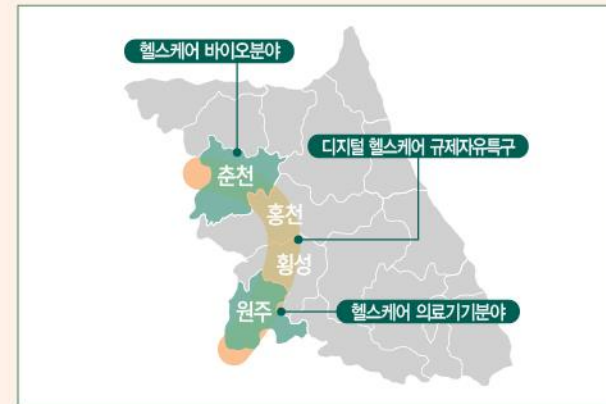 헬스케어 바이오분야
디지털 헬스케어 규제자유특구
춘천
홍천
횡성
원주
헬스케어 의료기기분야